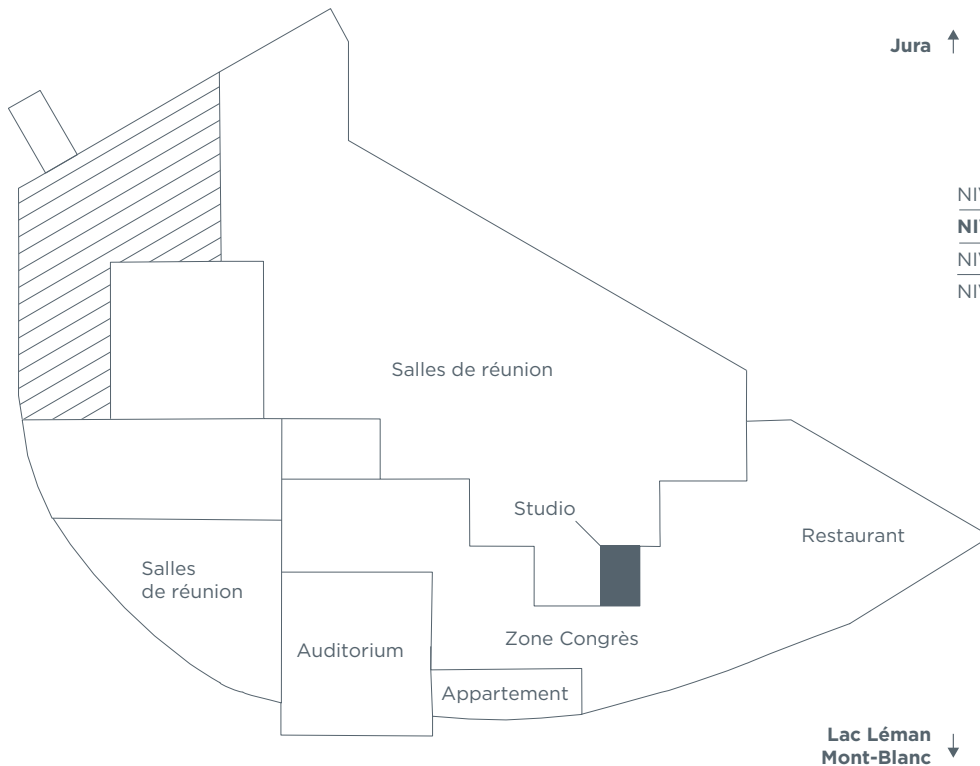 Jura
Salles de réunion
Studio
Restaurant
Salles
de réunion
Zone Congrès
Auditorium
Appartement
Lac Léman
Mont-Blanc